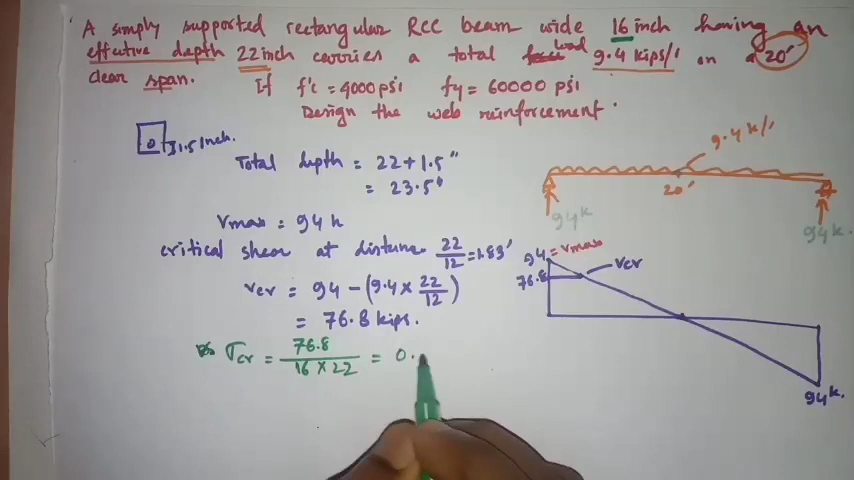 A simply supported rectangular RCC beam wide 16 inch having an
effective depth 22 inch carries a total load 9.4 kips/' on a 20'
clear span. If f'c = 4000 psi fy = 60000 psi
Design the web reinforcement.
1.5 inch.
Total depth = 22 + 1.5"
= 23.5"
Vmax = 94 k
critical shear at distance 22/12 = 1.83'
Vcr = 94 - (9.4 × 22/12)
= 76.8 kips.
σcr = 76.8 / 16 × 22 = 0.
9.4 k/'
20'
94 k
94 k.
94 = Vmax
76.8
Vcr
94 k.